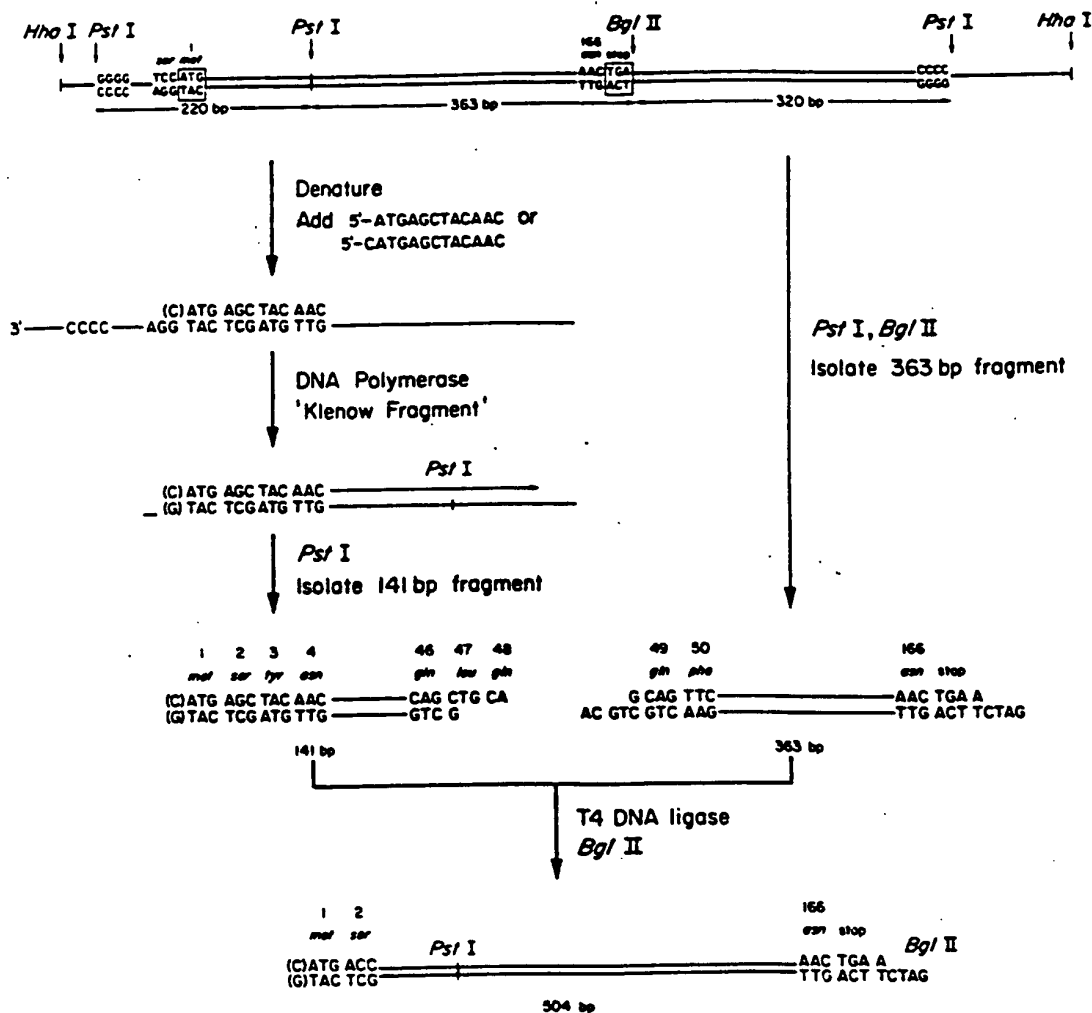 Hha I Pst I Pst I Bgl II Pst I Hha I
1 166
ser met asn stop
GGGG TCC ATG AAC TGA CCCC
CCCC AGG TAC TTG ACT GGGG
220 bp 363 bp 320 bp
Denature
Add 5'-ATGAGCTACAAC or
5'-CATGAGCTACAAC
(C) ATG AGC TAC AAC
3' CCCC AGG TAC TCG ATG TTG
DNA Polymerase
'Klenow Fragment'
Pst I, Bgl II
Isolate 363 bp fragment
Pst I
(C) ATG AGC TAC AAC
(G) TAC TCG ATG TTG
Pst I
Isolate 141 bp fragment
1 2 3 4 46 47 48 49 50 166
met ser tyr asn gln leu gln gln phe asn stop
(C) ATG AGC TAC AAC CAG CTG CA G CAG TTC AAC TGA A
(G) TAC TCG ATG TTG GTC G AC GTC GTC AAG TTG ACT TCTAG
141 bp 363 bp
T4 DNA ligase
Bgl II
1 2 166
met ser asn stop
Pst I Bgl II
(C) ATG ACC AAC TGA A
(G) TAC TCG TTG ACT TCTAG
504 bp